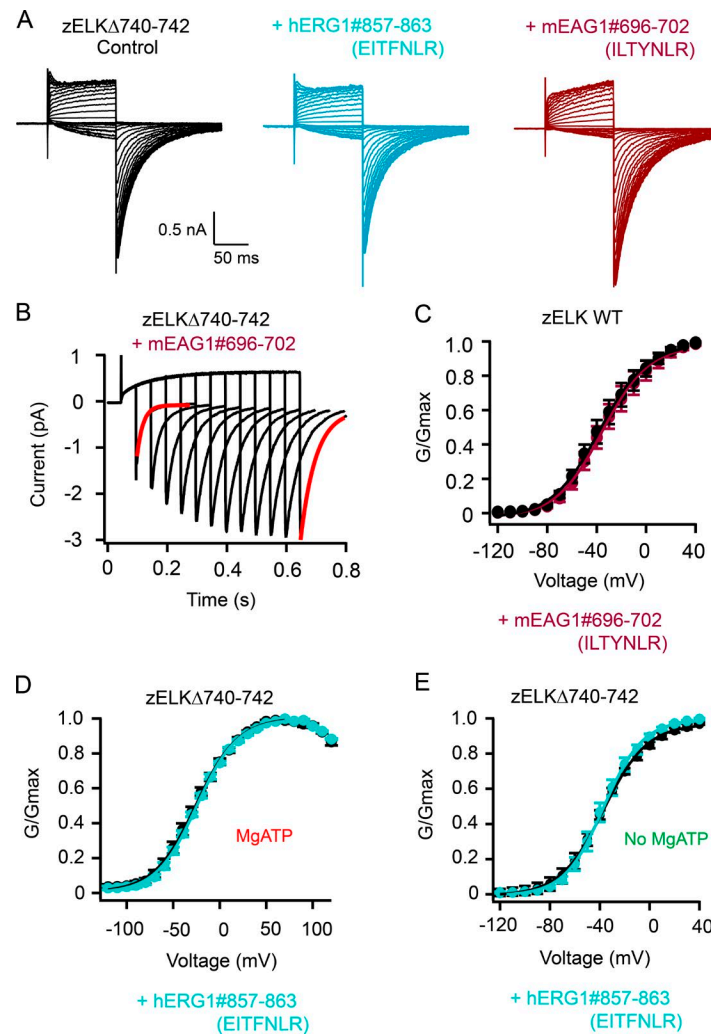 A
zELKΔ740-742
Control
+ hERG1#857-863
(EITFNLR)
+ mEAG1#696-702
(ILTYNLR)
0.5 nA
50 ms
B
zELKΔ740-742
+ mEAG1#696-702
1
0
-1
-2
-3
Current (pA)
0
0.2
0.4
0.6
0.8
Time (s)
C
zELK WT
1.0
0.8
0.6
0.4
0.2
0
G/Gmax
-120
-80
-40
0
40
Voltage (mV)
+ mEAG1#696-702
(ILTYNLR)
D
zELKΔ740-742
1.0
0.8
0.6
0.4
0.2
0
G/Gmax
MgATP
-100
-50
0
50
100
Voltage (mV)
+ hERG1#857-863
(EITFNLR)
E
zELKΔ740-742
1.0
0.8
0.6
0.4
0.2
0
G/Gmax
No MgATP
-120
-80
-40
0
40
Voltage (mV)
+ hERG1#857-863
(EITFNLR)